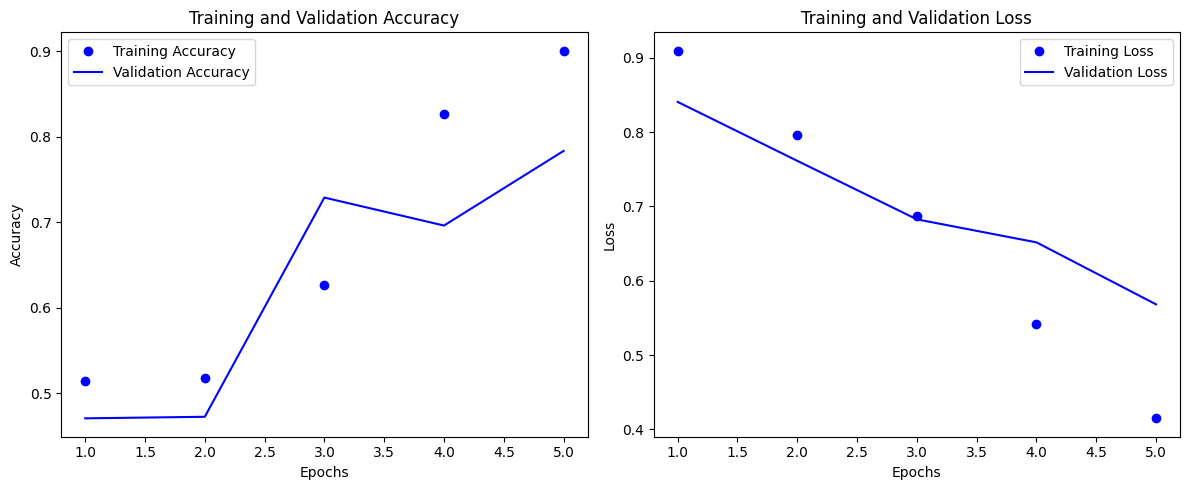 Training and Validation Accuracy
Training Accuracy
Validation Accuracy
0.9
0.8
0.7
0.6
0.5
Accuracy
1.0 1.5 2.0 2.5 3.0 3.5 4.0 4.5 5.0
Epochs
Training and Validation Loss
Training Loss
Validation Loss
0.9
0.8
0.7
0.6
0.5
0.4
Loss
1.0 1.5 2.0 2.5 3.0 3.5 4.0 4.5 5.0
Epochs